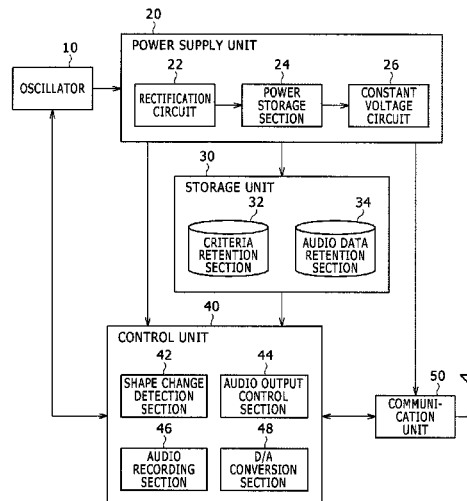 20
10
POWER SUPPLY UNIT
22
24
26
OSCILLATOR
RECTIFICATION
CIRCUIT
POWER
STORAGE
SECTION
CONSTANT
VOLTAGE
CIRCUIT
30
STORAGE UNIT
32
34
CRITERIA
RETENTION
SECTION
AUDIO DATA
RETENTION
SECTION
40
CONTROL UNIT
42
44
SHAPE CHANGE
DETECTION
SECTION
AUDIO OUTPUT
CONTROL
SECTION
50
COMMUNI-
CATION
UNIT
46
48
AUDIO
RECORDING
SECTION
D/A
CONVERSION
SECTION